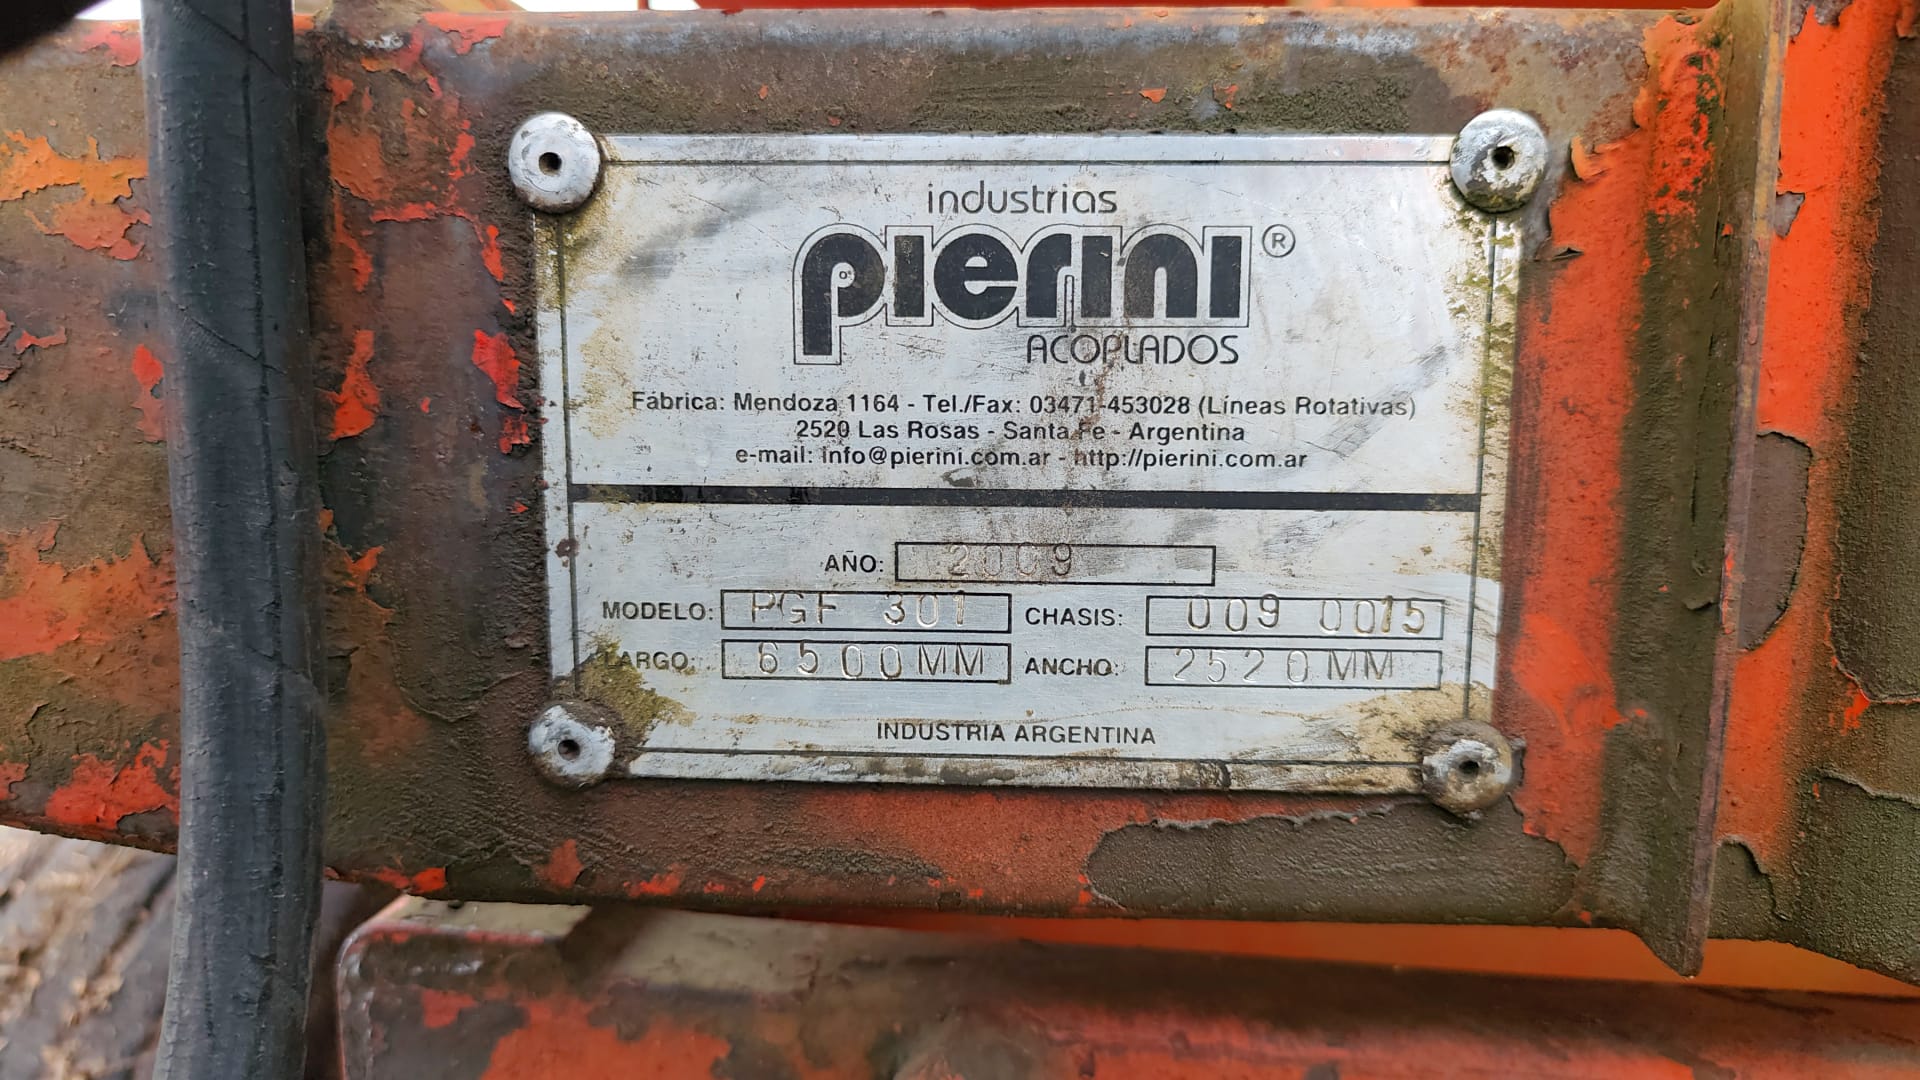 industrias
pierini ®
ACOPLADOS
Fábrica: Mendoza 1164 - Tel./Fax: 03471-453028 (Líneas Rotativas)
2520 Las Rosas - Santa Fe - Argentina
e-mail: info@pierini.com.ar - http://pierini.com.ar
AÑO: 2009
MODELO: PGF 301 CHASIS: 009 0015
LARGO: 6500MM ANCHO: 2520MM
INDUSTRIA ARGENTINA